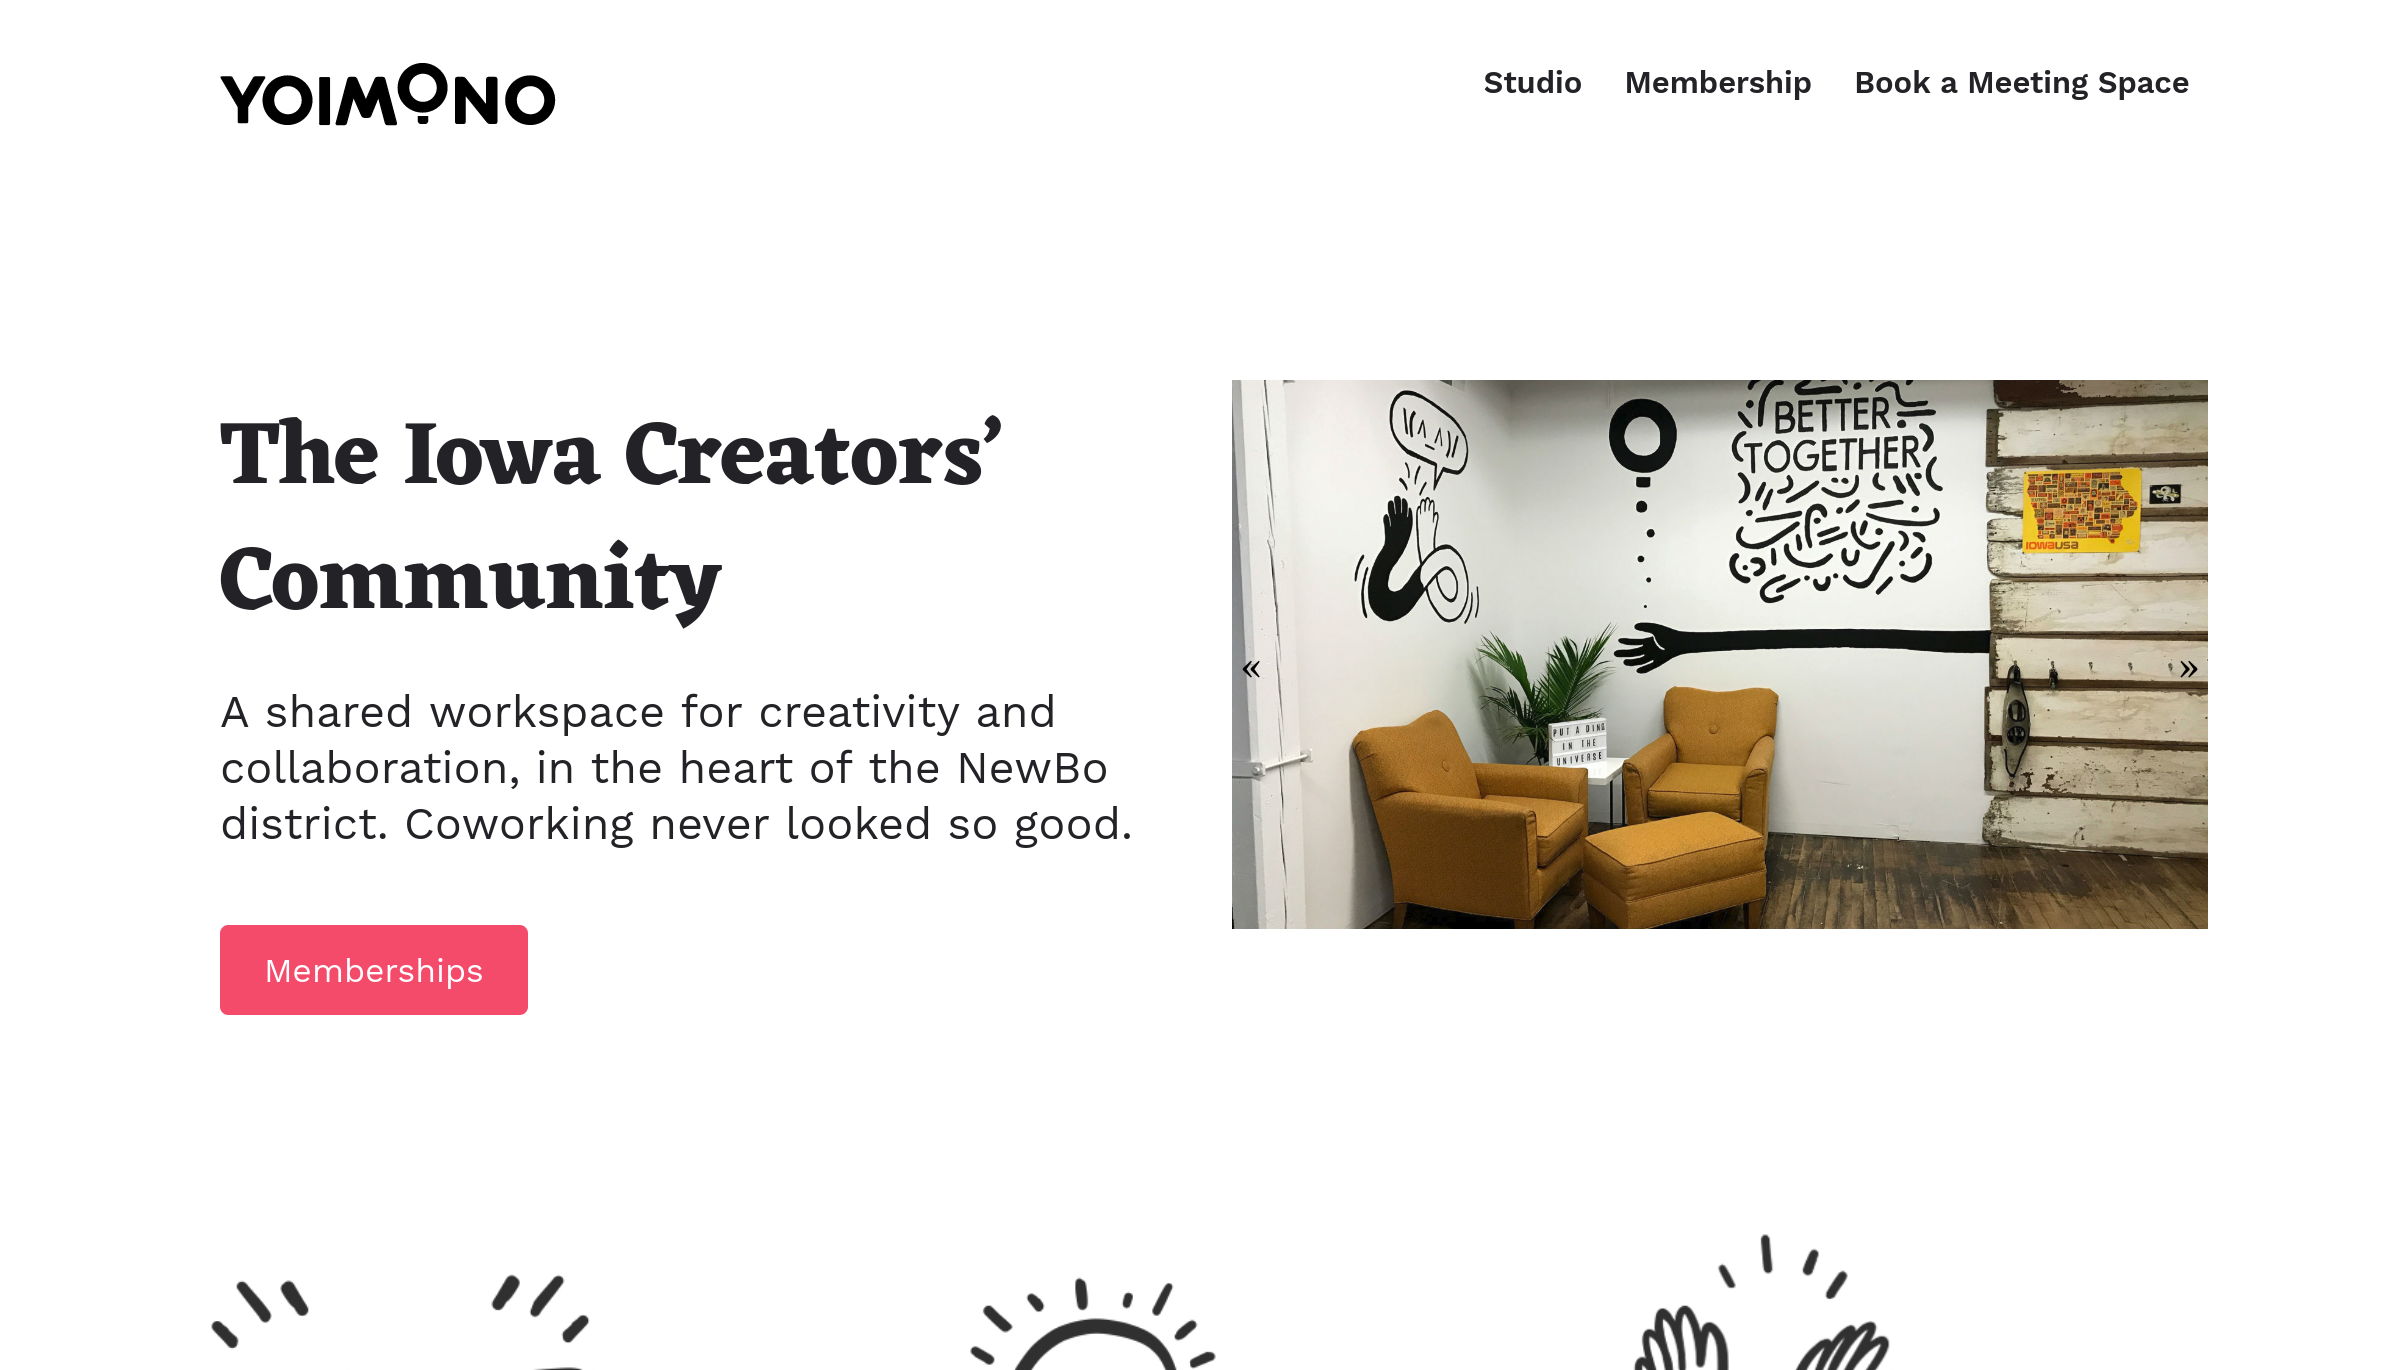 YOIMONO
Studio Membership Book a Meeting Space
The Iowa Creators’
Community
A shared workspace for creativity and
collaboration, in the heart of the NewBo
district. Coworking never looked so good.
Memberships
BETTER
TOGETHER
IOWAUSA
PUT A DING
IN THE
UNIVERSE
«
»